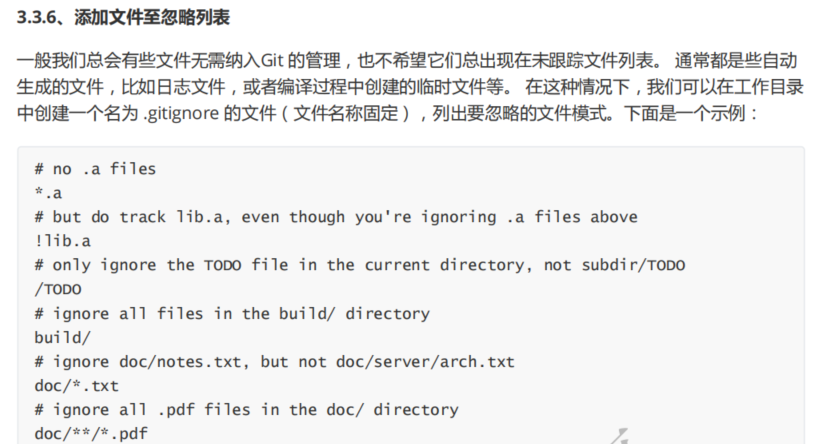 3.3.6、添加文件至忽略列表
一般我们总会有些文件无需纳入Git 的管理，也不希望它们总出现在未跟踪文件列表。 通常都是些自动
生成的文件，比如日志文件，或者编译过程中创建的临时文件等。 在这种情况下，我们可以在工作目录
中创建一个名为 .gitignore 的文件（文件名称固定），列出要忽略的文件模式。下面是一个示例：
# no .a files
*.a
# but do track lib.a, even though you're ignoring .a files above
!lib.a
# only ignore the TODO file in the current directory, not subdir/TODO
/TODO
# ignore all files in the build/ directory
build/
# ignore doc/notes.txt, but not doc/server/arch.txt
doc/*.txt
# ignore all .pdf files in the doc/ directory
doc/**/*.pdf